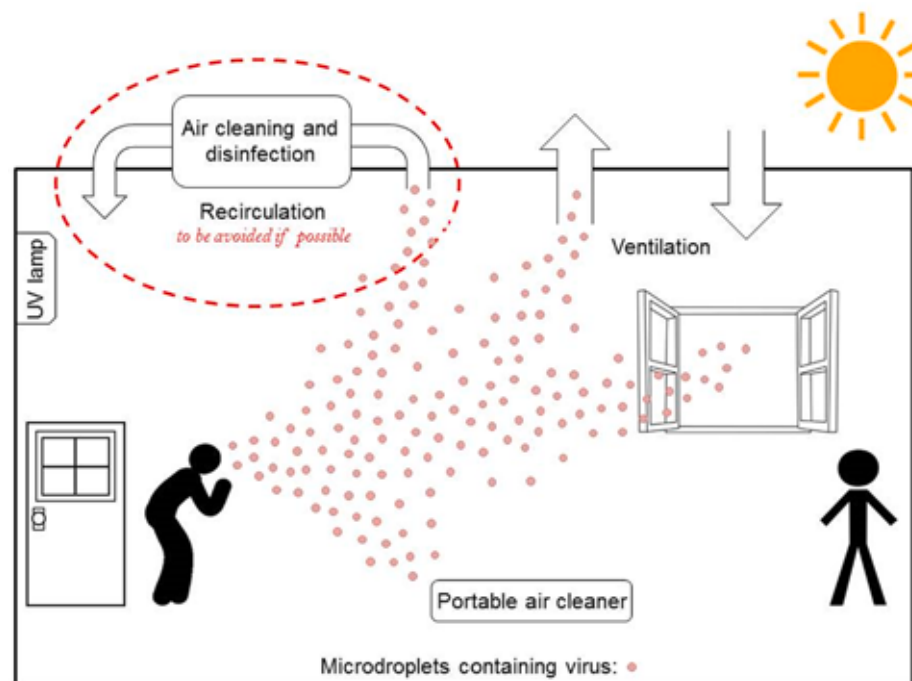 Air cleaning and
disinfection
Recirculation
to be avoided if possible
UV lamp
Ventilation
Portable air cleaner
Microdroplets containing virus: